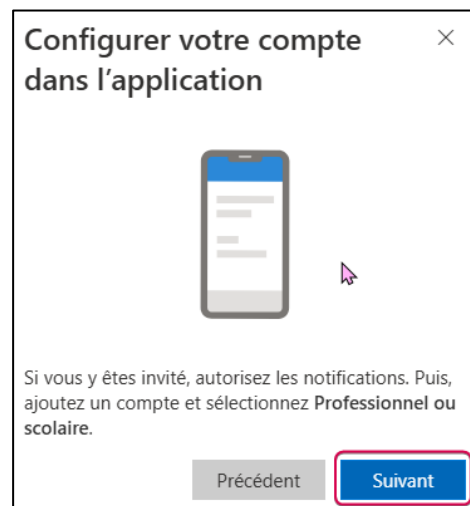 Configurer votre compte
dans l’application
Si vous y êtes invité, autorisez les notifications. Puis,
ajoutez un compte et sélectionnez Professionnel ou
scolaire.
Précédent
Suivant